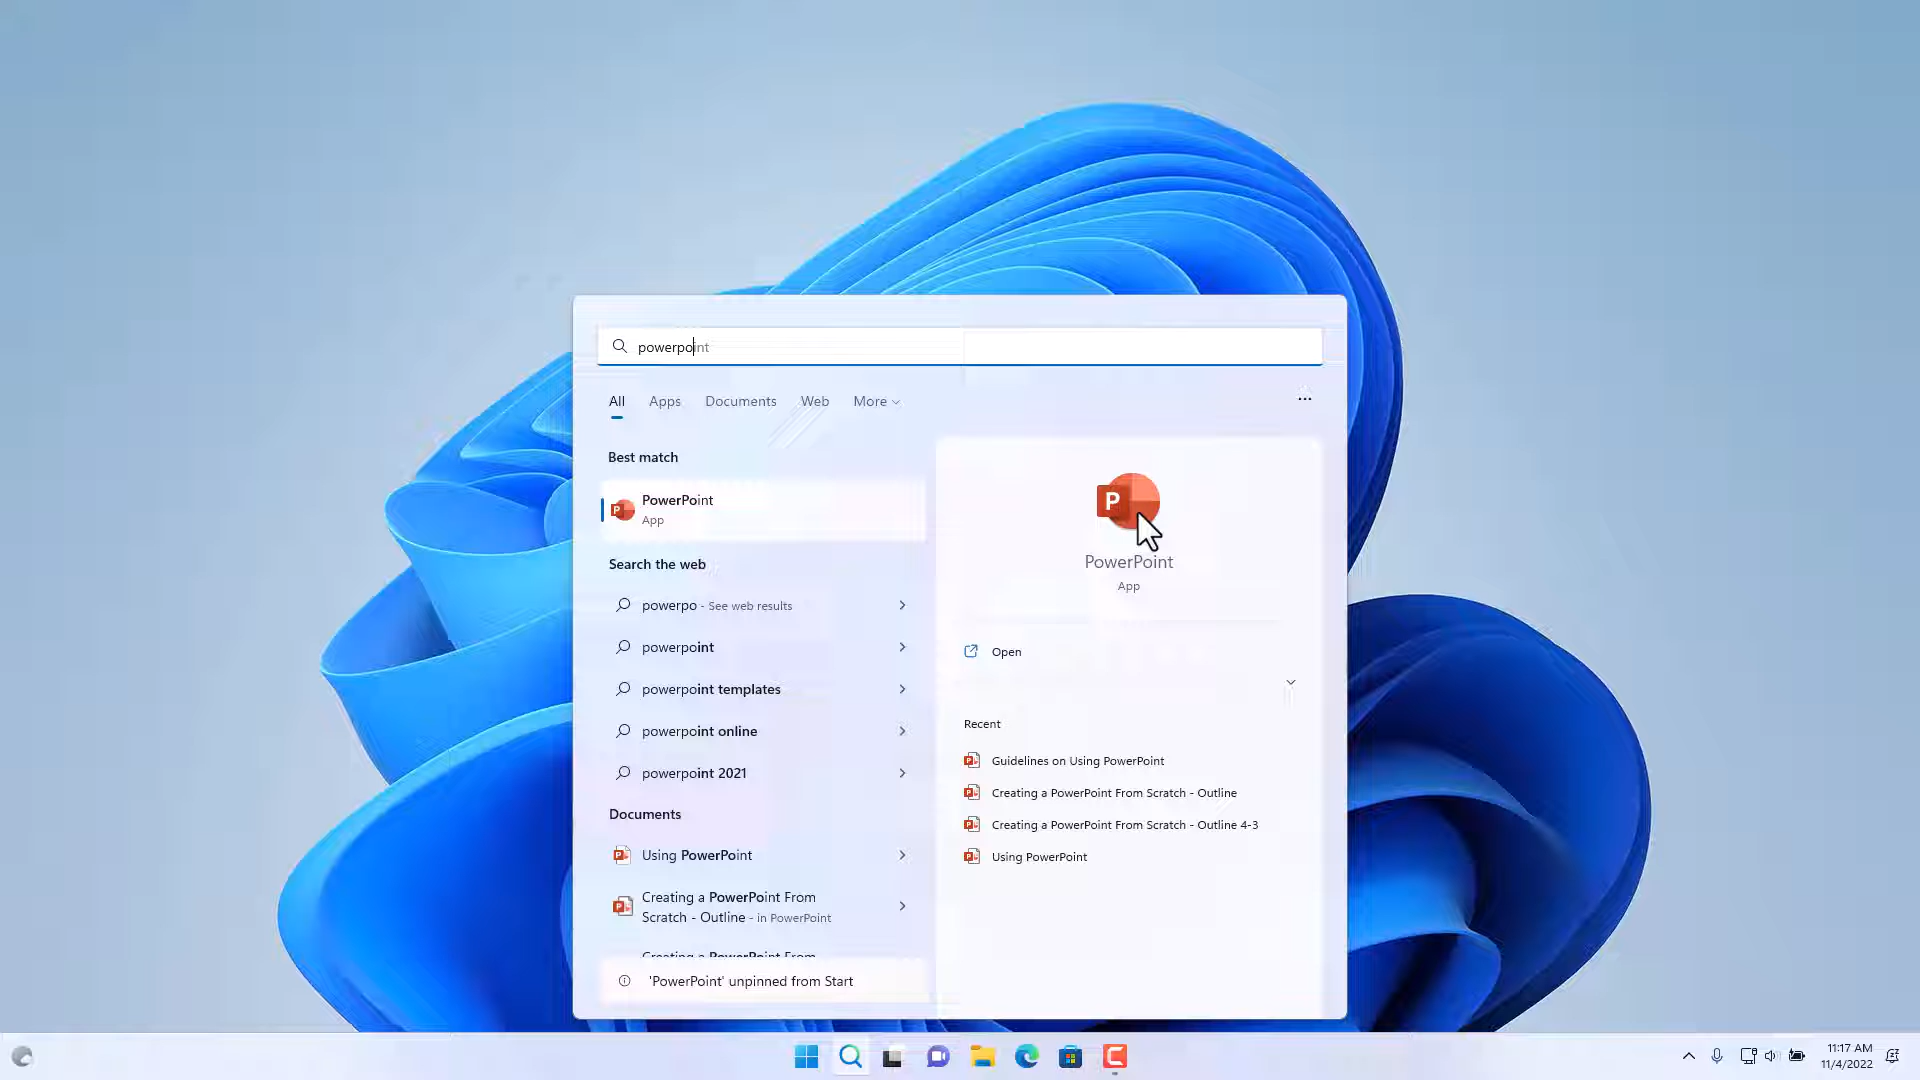 powerpoint
All Apps Documents Web More
Best match
PowerPoint
App
Search the web
powerpo - See web results
powerpoint
powerpoint templates
powerpoint online
powerpoint 2021
Documents
Using PowerPoint
Creating a PowerPoint From
Scratch - Outline - in PowerPoint
Creating a PowerPoint From
'PowerPoint' unpinned from Start
P
PowerPoint
App
Open
Recent
Guidelines on Using PowerPoint
Creating a PowerPoint From Scratch - Outline
Creating a PowerPoint From Scratch - Outline 4-3
Using PowerPoint
11:17 AM
11/4/2022